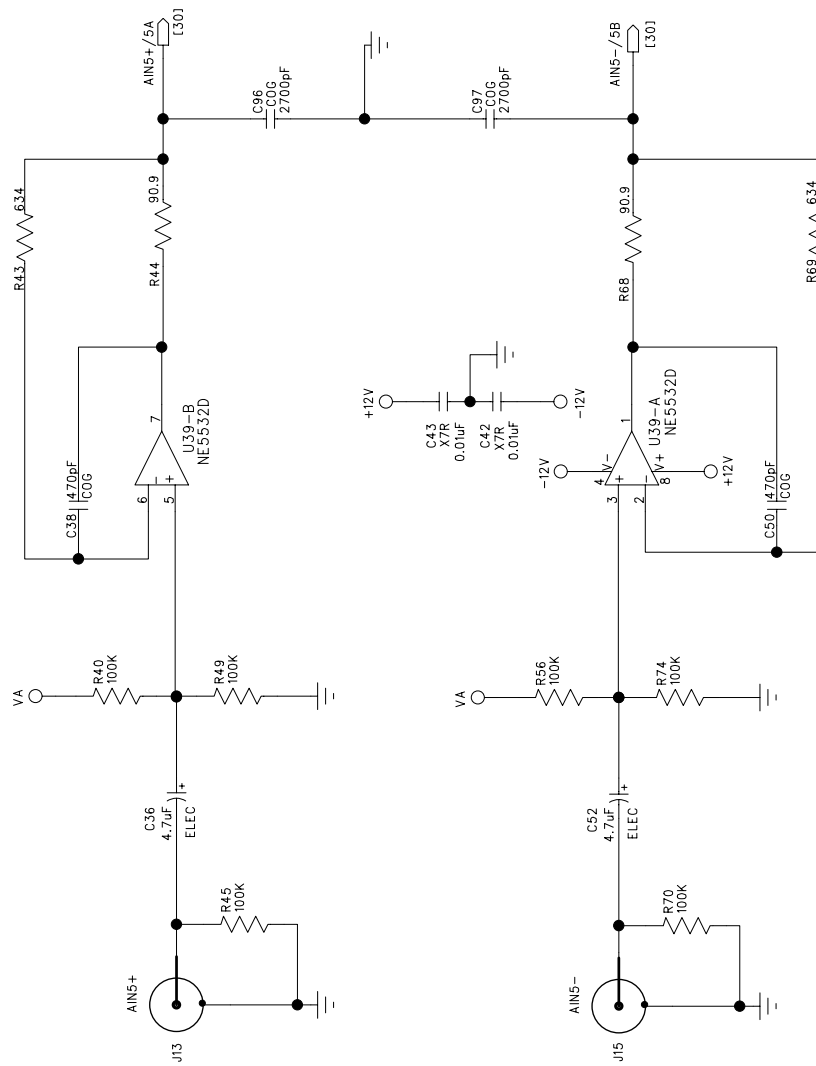 AIN5+
J13
R45
100K
C36
4.7uF
ELEC
+
VA
R40
100K
R49
100K
C38
470pF
COG
6
5
-
+
7
U39-B
NE5532D
R43
634
R44
90.9
AIN5+/5A
[30]
C96
COG
2700pF
C97
COG
2700pF
+12V
C43
X7R
0.01uF
C42
X7R
0.01uF
-12V
AIN5-
J15
R70
100K
C52
4.7uF
ELEC
+
VA
R56
100K
R74
100K
-12V
4
V-
3
2
+
-
8
V+
+12V
1
U39-A
NE5532D
C50
470pF
COG
R68
90.9
R69
634
AIN5-/5B
[30]